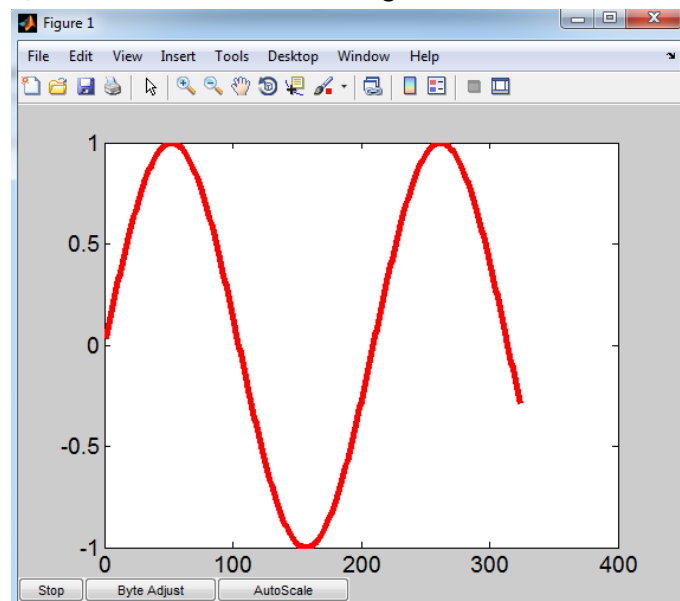 Figure 1
File Edit View Insert Tools Desktop Window Help
1
0.5
0
-0.5
-1
0 100 200 300 400
Stop Byte Adjust AutoScale